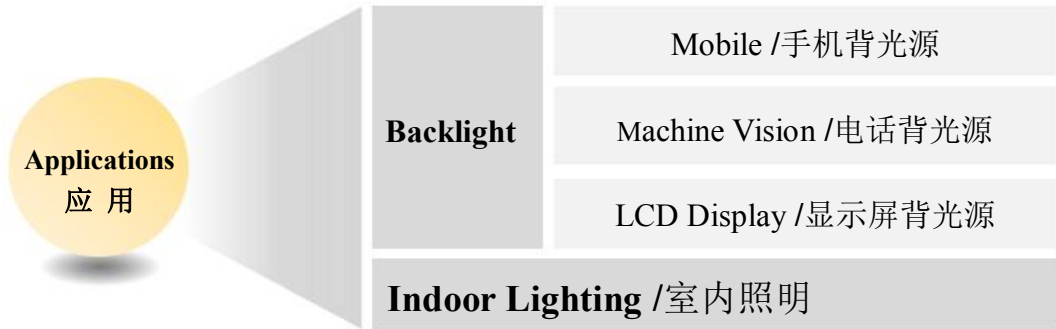 Applications
应 用
Backlight
Mobile /手机背光源
Machine Vision /电话背光源
LCD Display /显示屏背光源
Indoor Lighting /室内照明